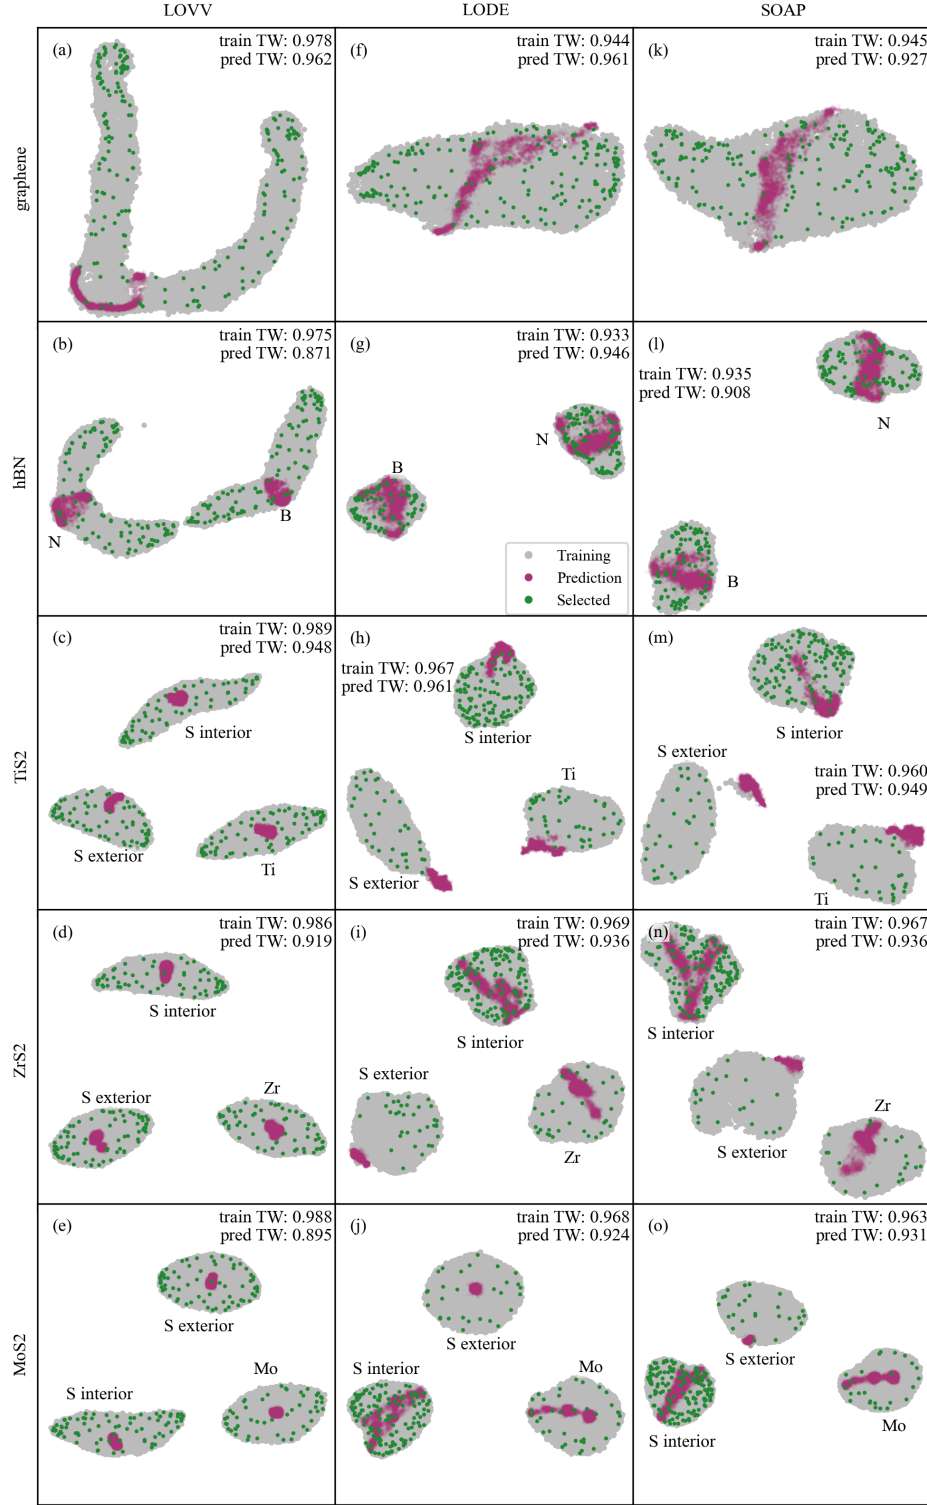 LOVV
LODE
SOAP
graphene
(a)
train TW: 0.978
pred TW: 0.962
(f)
train TW: 0.944
pred TW: 0.961
(k)
train TW: 0.945
pred TW: 0.927
hBN
(b)
train TW: 0.975
pred TW: 0.871
N
B
(g)
train TW: 0.933
pred TW: 0.946
N
B
Training
Prediction
Selected
(l)
train TW: 0.935
pred TW: 0.908
N
B
TiS2
(c)
train TW: 0.989
pred TW: 0.948
S interior
S exterior
Ti
(h)
train TW: 0.967
pred TW: 0.961
S interior
Ti
S exterior
(m)
S interior
S exterior
train TW: 0.960
pred TW: 0.949
Ti
ZrS2
(d)
train TW: 0.986
pred TW: 0.919
S interior
S exterior
Zr
(i)
train TW: 0.969
pred TW: 0.936
S interior
S exterior
Zr
(n)
train TW: 0.967
pred TW: 0.936
S interior
Zr
S exterior
MoS2
(e)
train TW: 0.988
pred TW: 0.895
S exterior
Mo
S interior
(j)
train TW: 0.968
pred TW: 0.924
S exterior
S interior
Mo
(o)
train TW: 0.963
pred TW: 0.931
S exterior
Mo
S interior